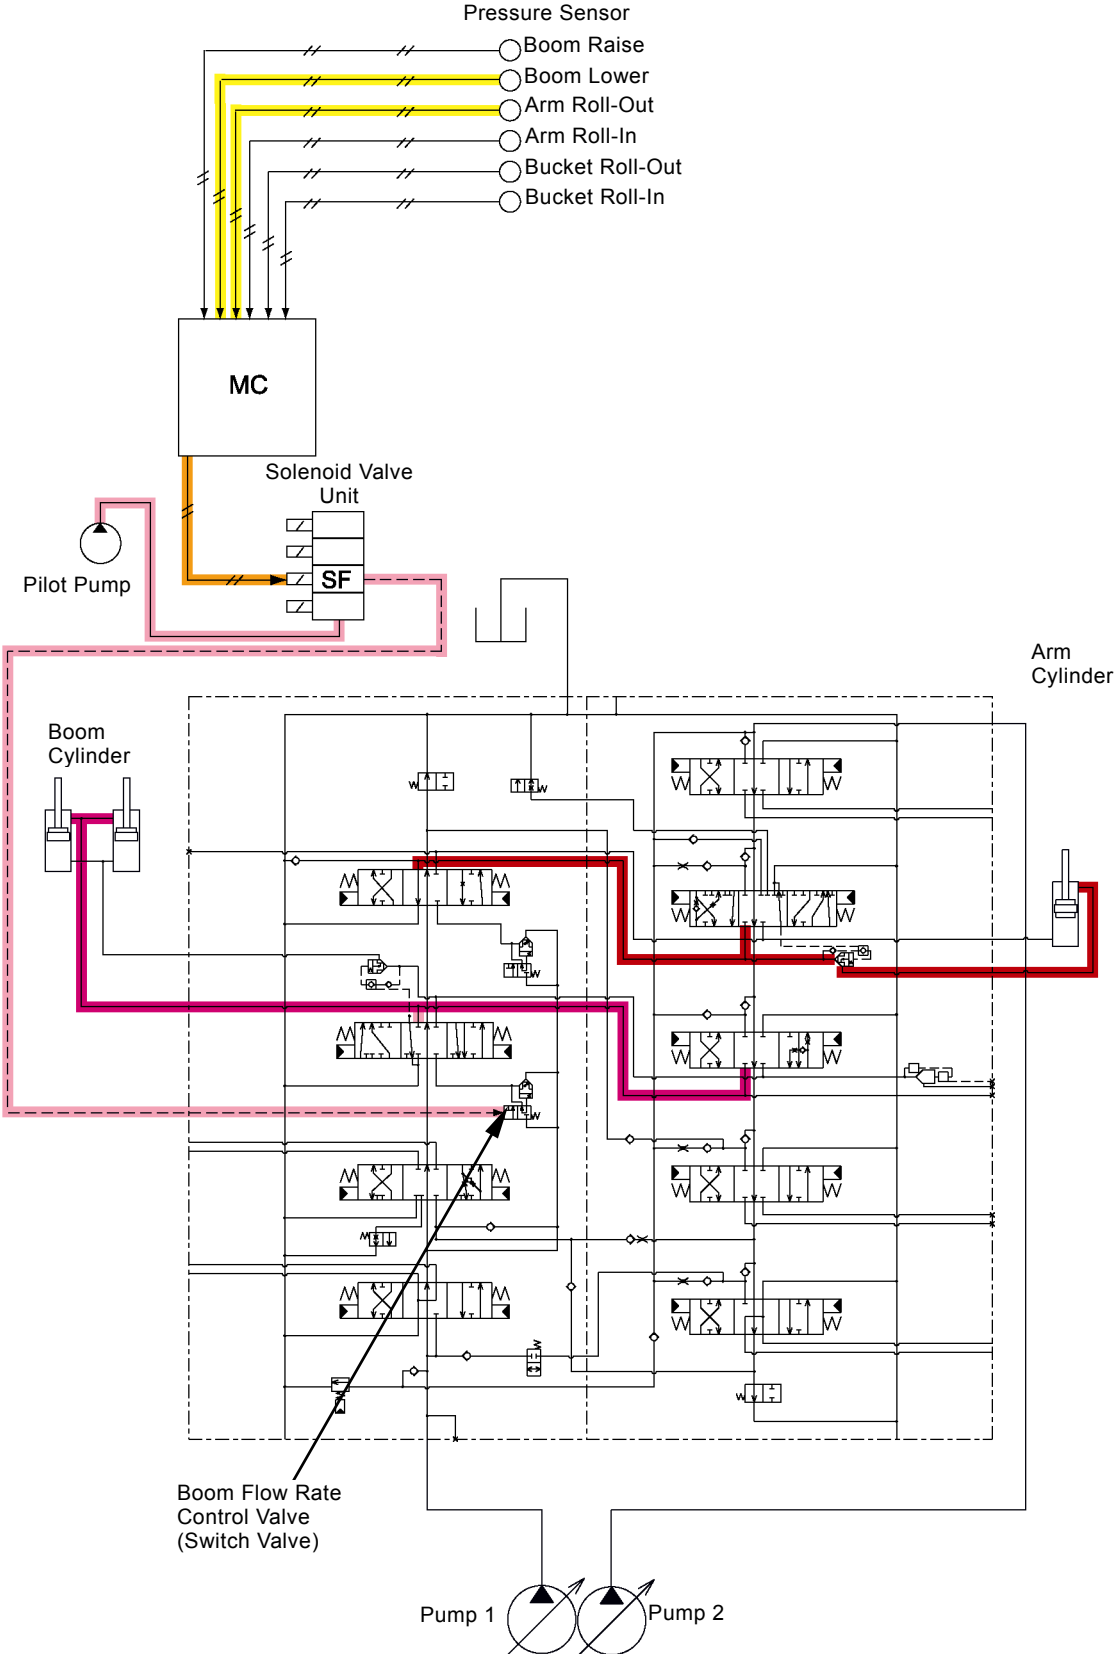 Pressure Sensor
Boom Raise
Boom Lower
Arm Roll-Out
Arm Roll-In
Bucket Roll-Out
Bucket Roll-In
MC
Solenoid Valve
Unit
SF
Pilot Pump
Arm
Cylinder
Boom
Cylinder
Boom Flow Rate
Control Valve
(Switch Valve)
Pump 1
Pump 2